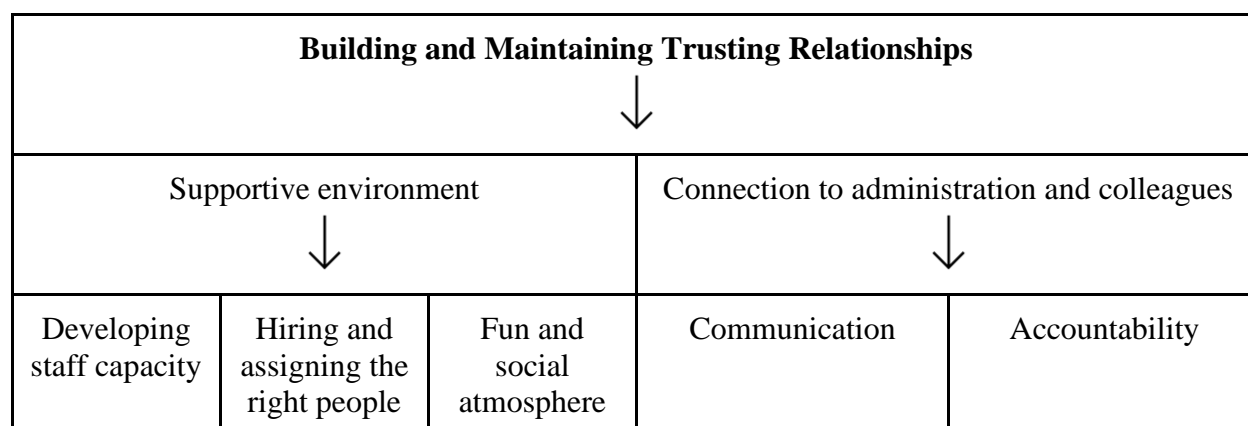 Building and Maintaining Trusting Relationships
Supportive environment
Connection to administration and colleagues
Developing
staff capacity
Hiring and
assigning the
right people
Fun and
social
atmosphere
Communication
Accountability